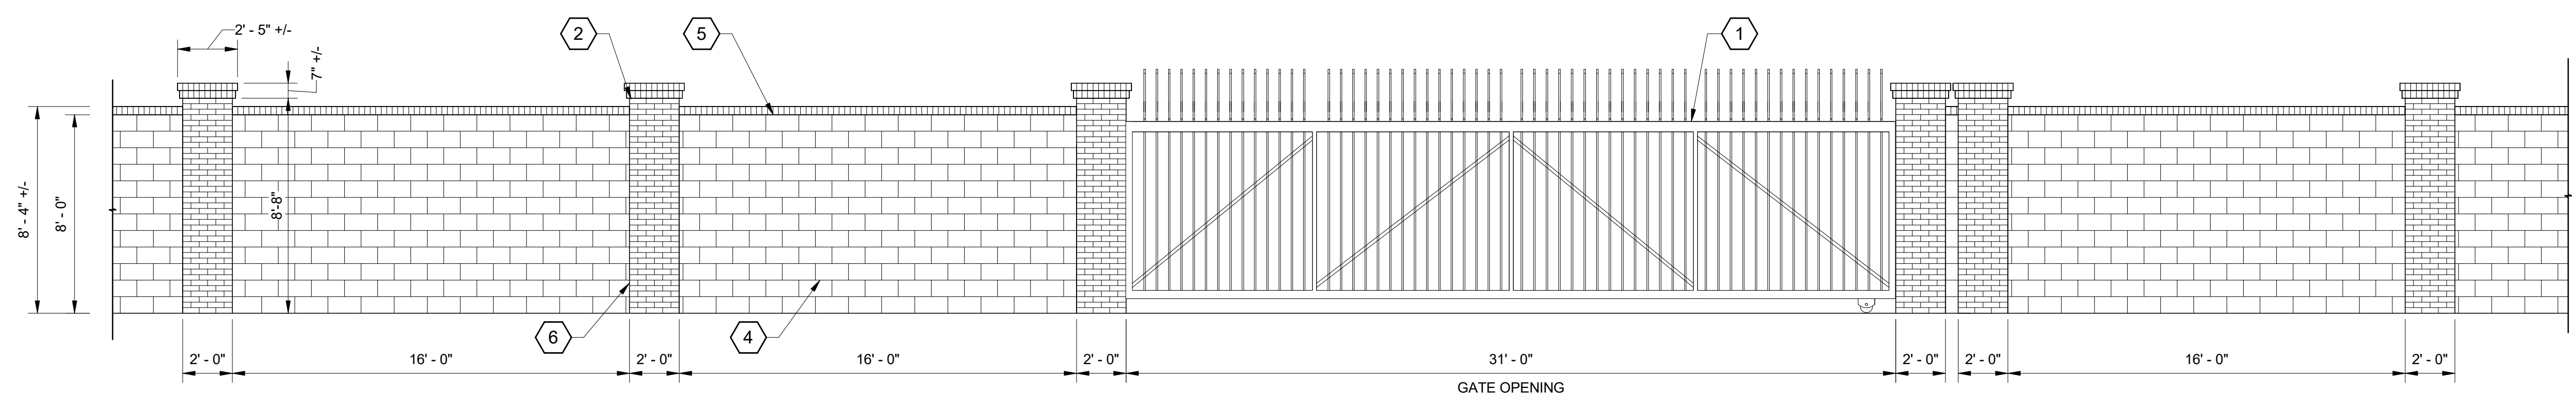 2' - 5" +/-
7" +/-
2
5
1
8' - 4" +/-
8' - 0"
8'-8"
6
4
2' - 0"
16' - 0"
2' - 0"
16' - 0"
2' - 0"
31' - 0"
2' - 0"
2' - 0"
16' - 0"
2' - 0"
GATE OPENING